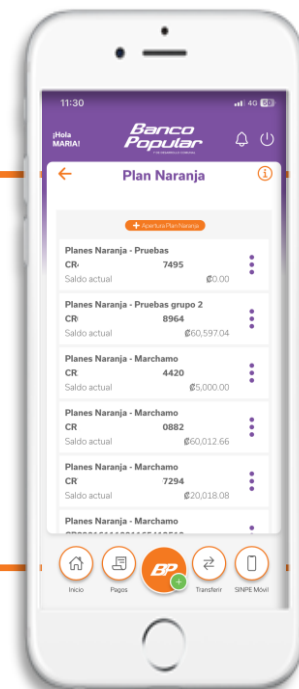 11:30 4G 60
¡Hola
MARIA!
Banco
Popular
Plan Naranja
+ Apertura Plan Naranja
Planes Naranja - Pruebas
CR 7495
Saldo actual ₡0.00
Planes Naranja - Pruebas grupo 2
CR 8964
Saldo actual ₡60,597.04
Planes Naranja - Marchamo
CR 4420
Saldo actual ₡5,000.00
Planes Naranja - Marchamo
CR 0882
Saldo actual ₡60,012.66
Planes Naranja - Marchamo
CR 7294
Saldo actual ₡20,018.08
Planes Naranja - Marchamo
BP
Inicio Pagos Transferir SINPE Móvil